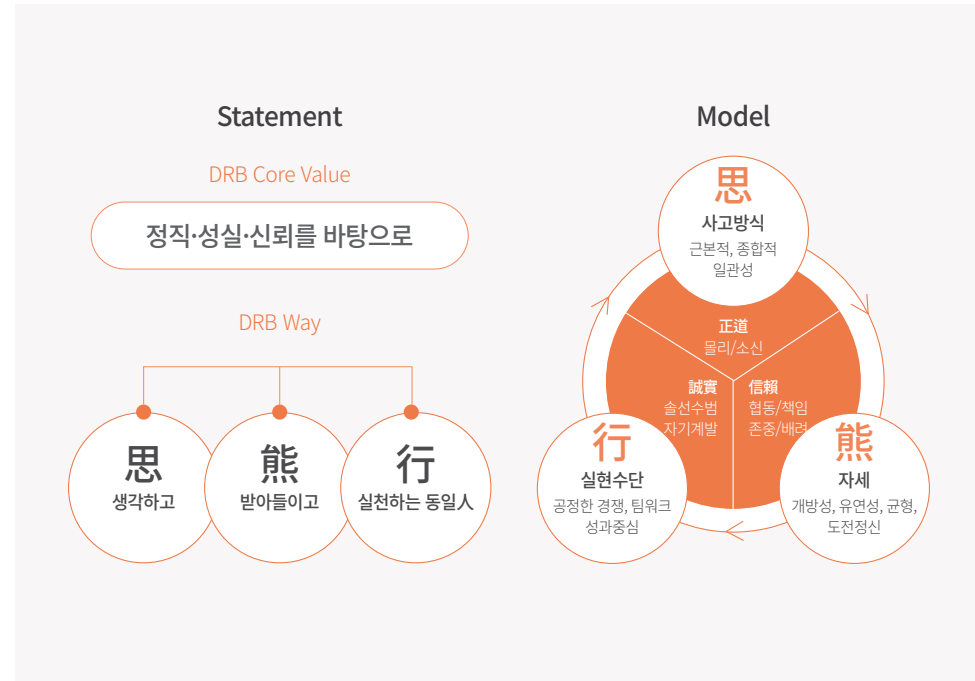 Statement
DRB Core Value
정직·성실·신뢰를 바탕으로
DRB Way
思
생각하고
熊
받아들이고
行
실천하는 동일人
Model
思
사고방식
근본적, 종합적
일관성
正道
몰리/소신
誠實
솔선수범
자기계발
信賴
협동/책임
존중/배려
行
실현수단
공정한 경쟁, 팀워크
성과중심
熊
자세
개방성, 유연성, 균형,
도전정신